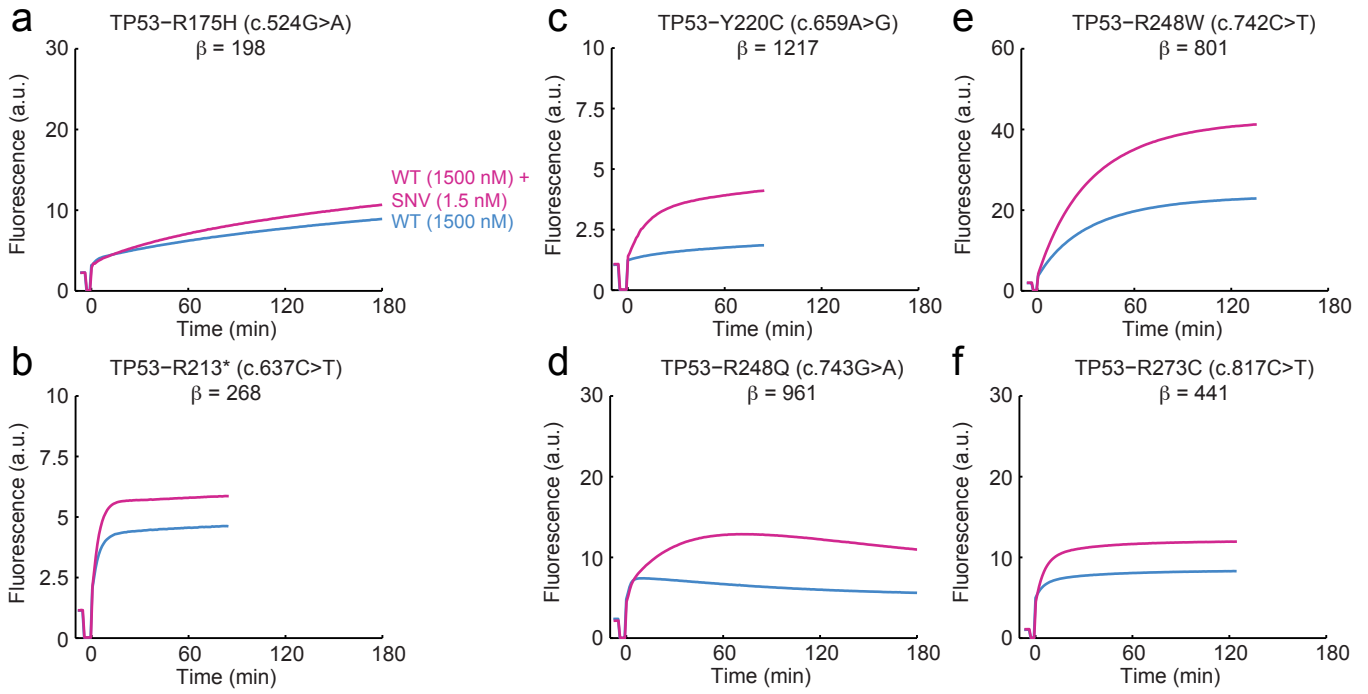 a
TP53−R175H (c.524G>A)
β = 198
Fluorescence (a.u.)
30
20
10
0
0 60 120 180
Time (min)
WT (1500 nM) +
SNV (1.5 nM)
WT (1500 nM)
c
TP53−Y220C (c.659A>G)
β = 1217
Fluorescence (a.u.)
10
7.5
5
2.5
0
0 60 120 180
Time (min)
e
TP53−R248W (c.742C>T)
β = 801
Fluorescence (a.u.)
60
40
20
0
0 60 120 180
Time (min)
b
TP53−R213* (c.637C>T)
β = 268
Fluorescence (a.u.)
10
7.5
5
2.5
0
0 60 120 180
Time (min)
d
TP53−R248Q (c.743G>A)
β = 961
Fluorescence (a.u.)
30
20
10
0
0 60 120 180
Time (min)
f
TP53−R273C (c.817C>T)
β = 441
Fluorescence (a.u.)
30
20
10
0
0 60 120 180
Time (min)